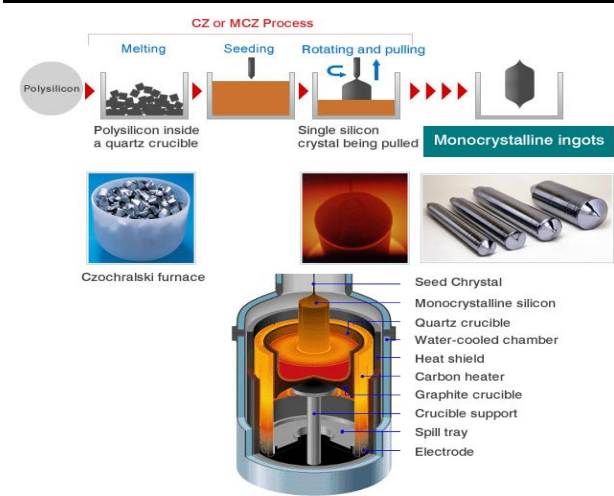 CZ or MCZ Process
Melting
Seeding
Rotating and pulling
Polysilicon
Polysilicon inside
a quartz crucible
Single silicon
crystal being pulled
Monocrystalline ingots
Czochralski furnace
Seed Chrystal
Monocrystalline silicon
Quartz crucible
Water-cooled chamber
Heat shield
Carbon heater
Graphite crucible
Crucible support
Spill tray
Electrode